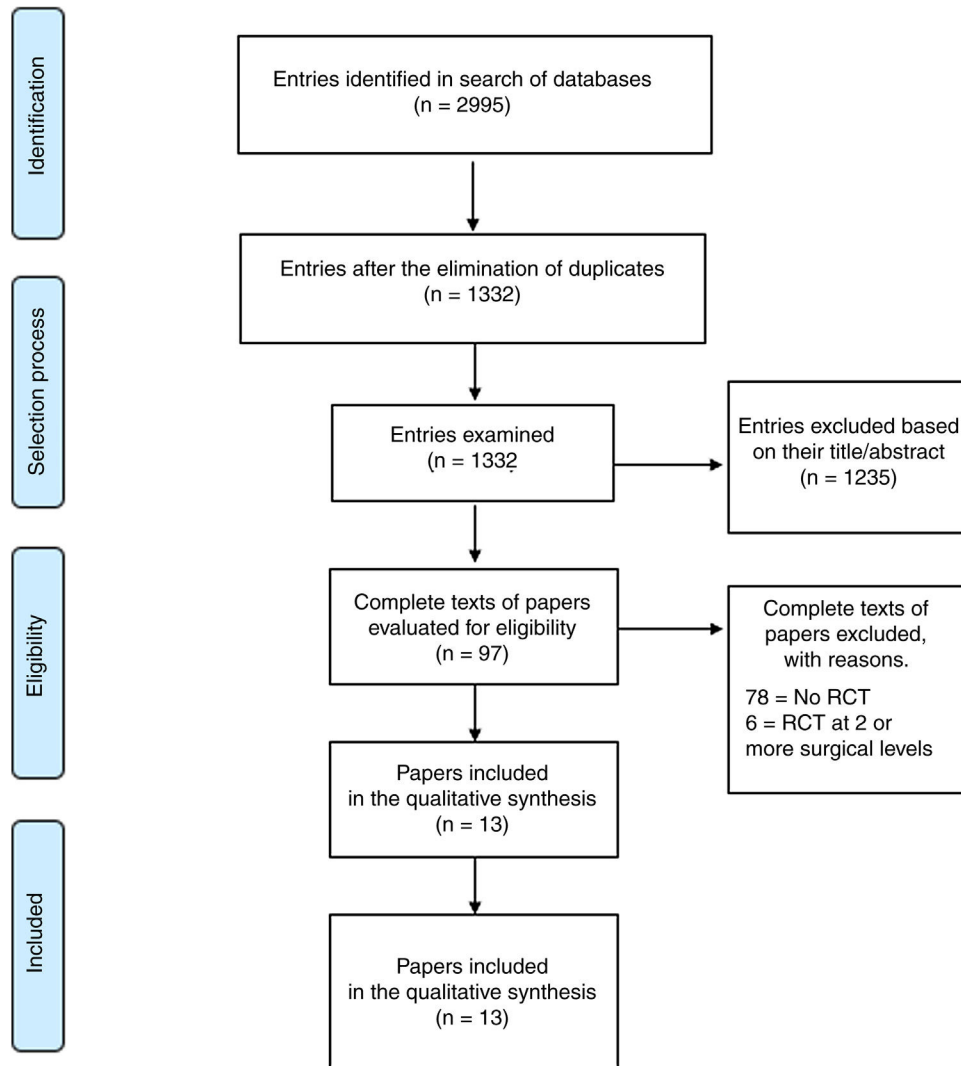 Identification
Entries identified in search of databases
(n = 2995)
Entries after the elimination of duplicates
(n = 1332)
Selection process
Entries examined
(n = 1332
Entries excluded based
on their title/abstract
(n = 1235)
Eligibility
Complete texts of papers
evaluated for eligibility
(n = 97)
Complete texts of
papers excluded,
with reasons.
78 = No RCT
6 = RCT at 2 or
more surgical levels
Papers included
in the qualitative synthesis
(n = 13)
Included
Papers included
in the qualitative synthesis
(n = 13)